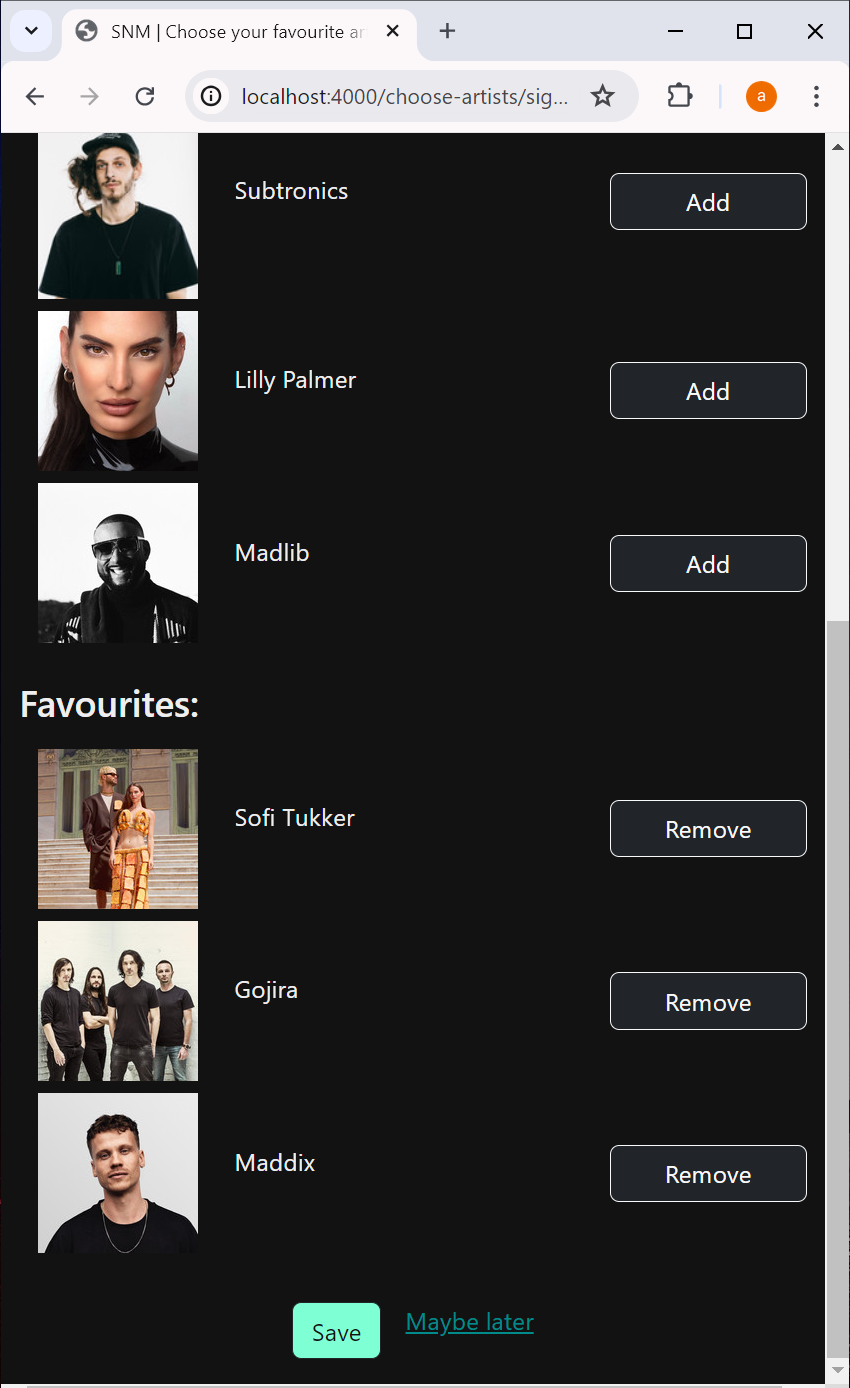 SNM | Choose your favourite ar
localhost:4000/choose-artists/sig...
a
Subtronics
Add
Lilly Palmer
Add
Madlib
Add
Favourites:
Sofi Tukker
Remove
Gojira
Remove
Maddix
Remove
Save
Maybe later